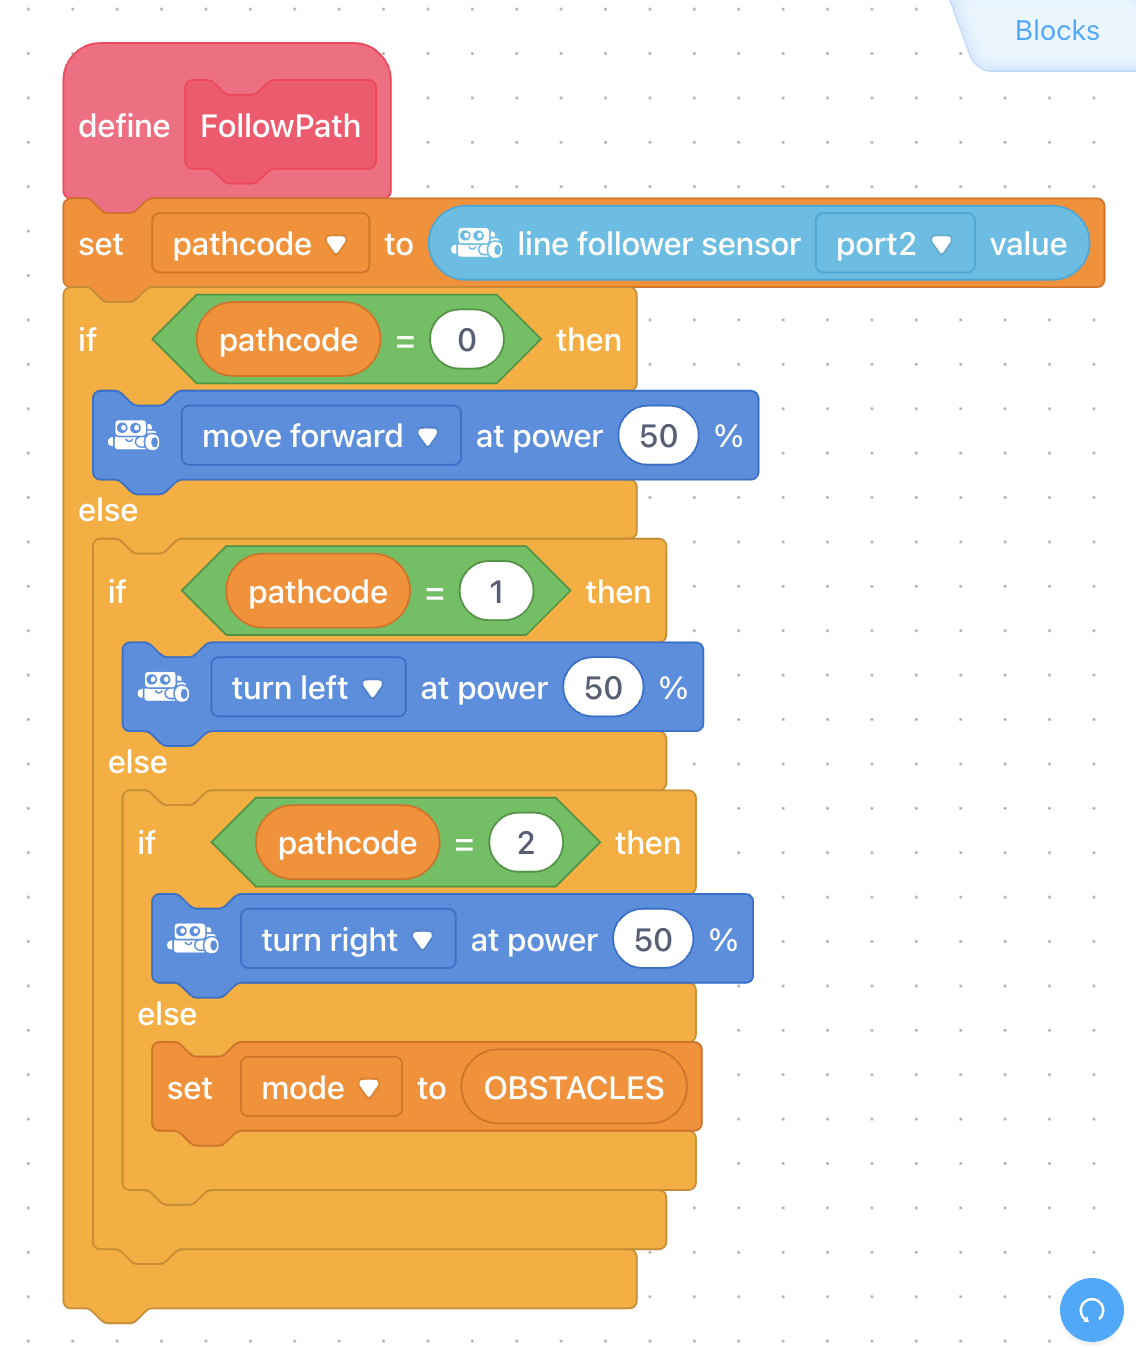 Blocks
define FollowPath
set pathcode to line follower sensor port2 value
if pathcode = 0 then
move forward at power 50 %
else
if pathcode = 1 then
turn left at power 50 %
else
if pathcode = 2 then
turn right at power 50 %
else
set mode to OBSTACLES